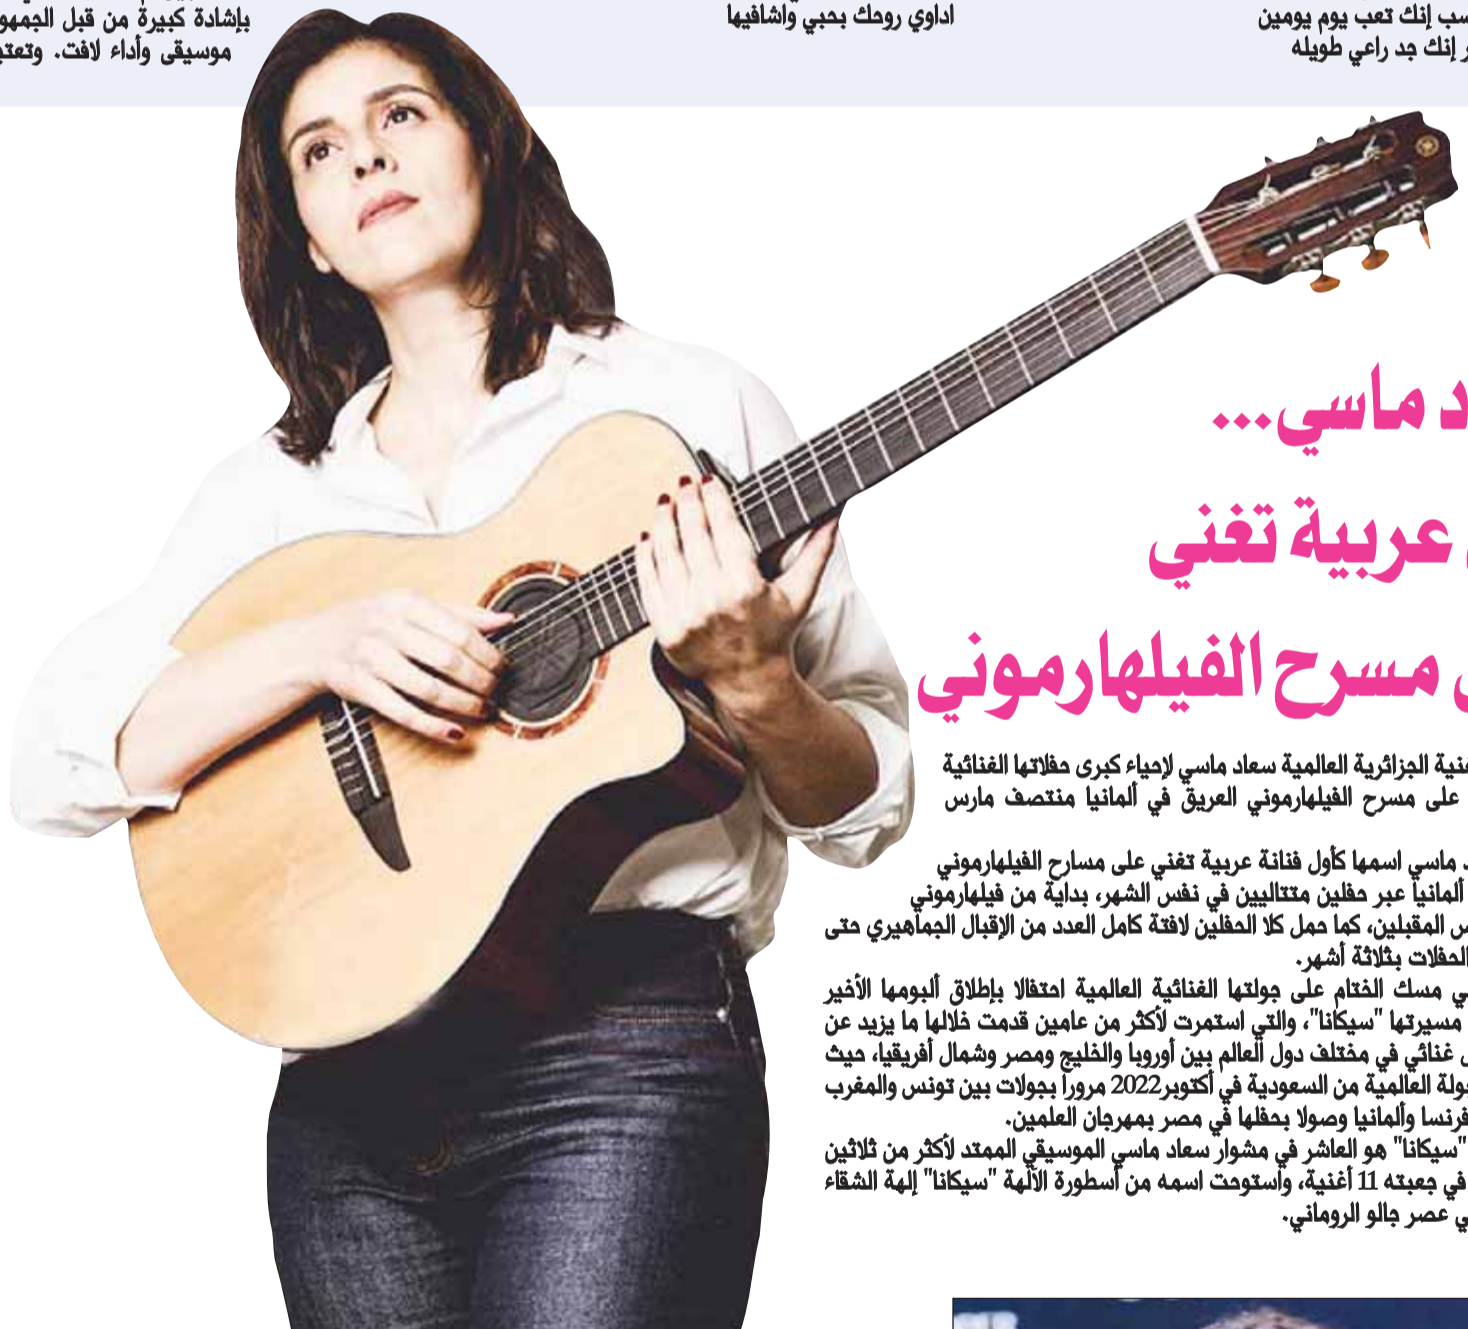 إنك تعب يوم يومين
إنك جد راعي طويله
اداوي روحك بحبي واشافيها
بإشادة كبيرة من قبل
موسيقى وأداء لافت.
ماسي...
عربية تغني
مسرح الفيلهارموني
الجزائرية العالمية سعاد ماسي لإحياء كبرى حفلاتها الغنائية
على مسرح الفيلهارموني العريق في ألمانيا منتصف مارس
ماسي اسمها كأول فنانة عربية تغني على مسارح الفيلهارموني
ألمانيا عبر حفلين متتاليين في نفس الشهر، بداية من فيلهارموني
المقبلين، كما حمل كلا الحفلين لافتة كامل العدد من الإقبال الجماهيري حتى
الحفلات بثلاثة أشهر.
مسك الختام على جولتها الغنائية العالمية احتفالا بإطلاق ألبومها الأخير
مسيرتها "سيكانا"، والتي استمرت لأكثر من عامين قدمت خلالها ما يزيد عن
غنائي في مختلف دول العالم بين أوروبا والخليج ومصر وشمال أفريقيا، حيث
العالمية من السعودية في أكتوبر2022 مرورا بجولات بين تونس والمغرب
فرنسا وألمانيا وصولا بحفلها في مصر بمهرجان العلمين.
"سيكانا" هو العاشر في مشوار سعاد ماسي الموسيقي الممتد لأكثر من ثلاثين
في جعبته 11 أغنية، واستوحت اسمه من أسطورة الآلهة "سيكانا" إلهة الشقاء
عصر جالو الروماني.